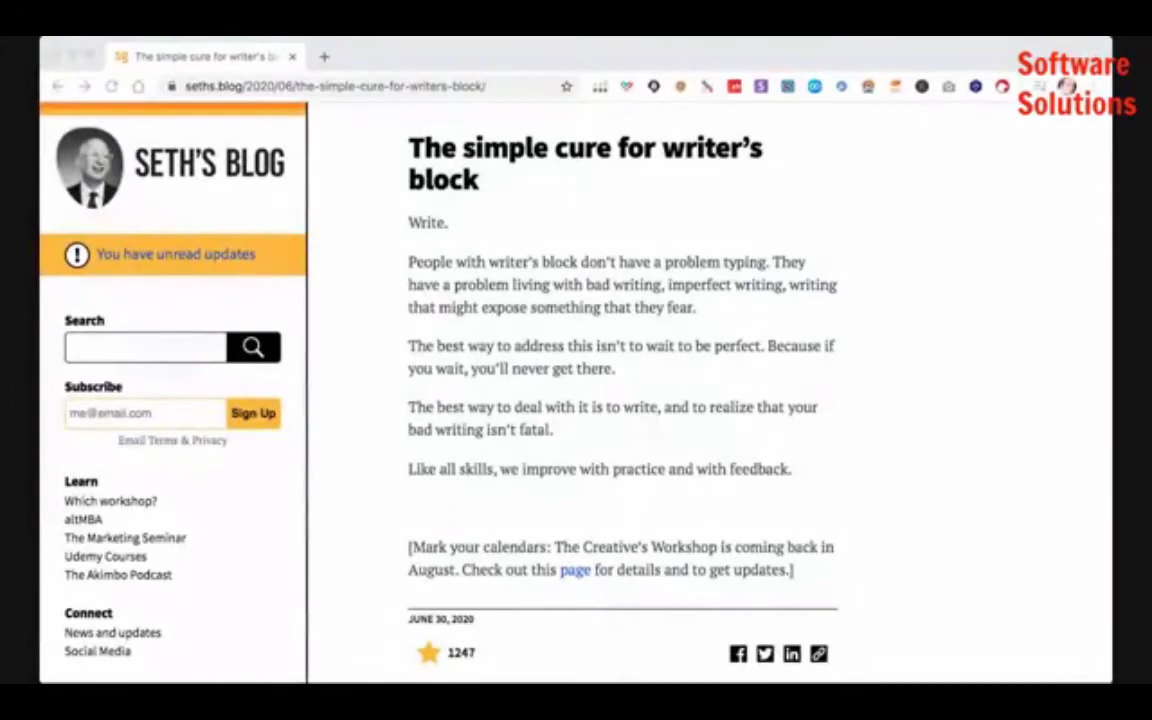 The simple cure for writer's b
seths.blog/2020/06/the-simple-cure-for-writers-block/
Software
Solutions
SETH'S BLOG
You have unread updates
Search
Subscribe
me@email.com
Sign Up
Email Terms & Privacy
Learn
Which workshop?
altMBA
The Marketing Seminar
Udemy Courses
The Akimbo Podcast
Connect
News and updates
Social Media
The simple cure for writer's
block
Write.
People with writer's block don't have a problem typing. They
have a problem living with bad writing, imperfect writing, writing
that might expose something that they fear.
The best way to address this isn't to wait to be perfect. Because if
you wait, you'll never get there.
The best way to deal with it is to write, and to realize that your
bad writing isn't fatal.
Like all skills, we improve with practice and with feedback.
[Mark your calendars: The Creative's Workshop is coming back in
August. Check out this page for details and to get updates.]
JUNE 30, 2020
1247